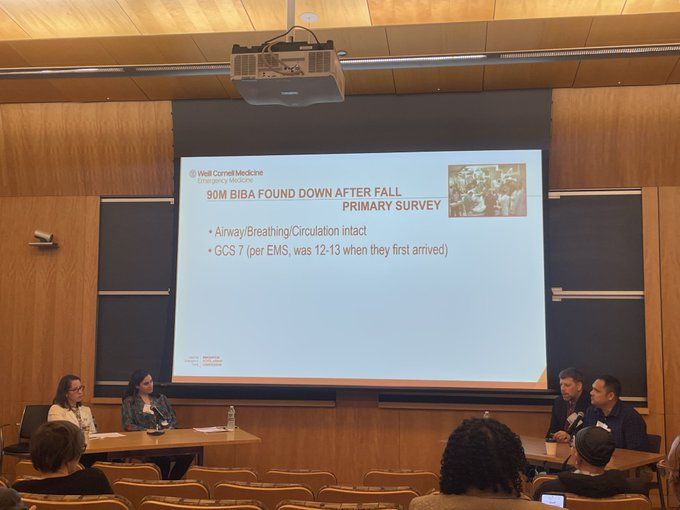 Weill Cornell Medicine
Emergency Medicine
90M BIBA FOUND DOWN AFTER FALL
PRIMARY SURVEY
• Airway/Breathing/Circulation intact
• GCS 7 (per EMS, was 12-13 when they first arrived)